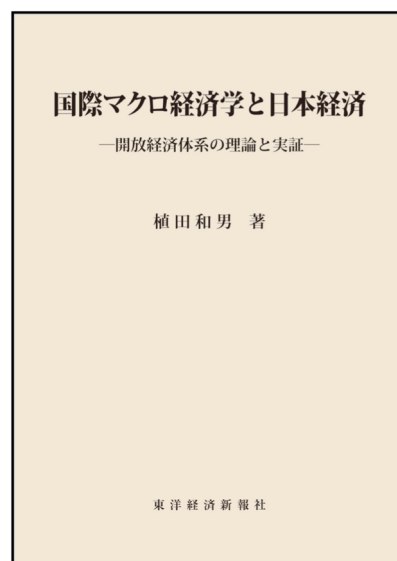 国際マクロ経済学と日本経済
―開放経済体系の理論と実証―
植田和男 著
東洋経済新報社